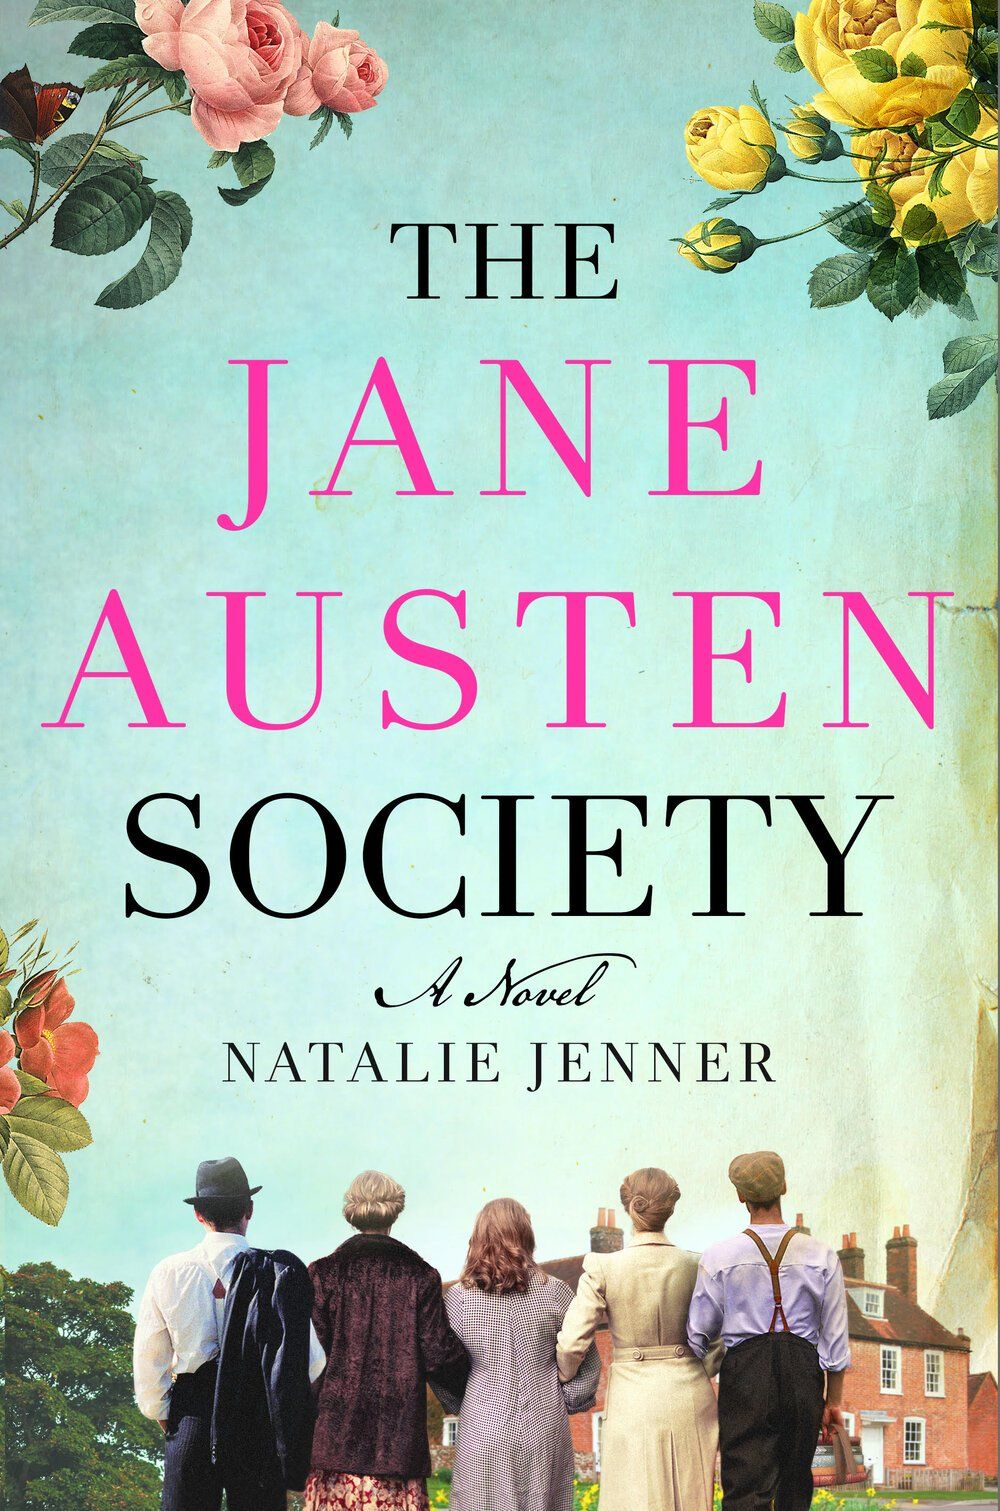 THE
JANE
AUSTEN
SOCIETY
A Novel
NATALIE JENNER